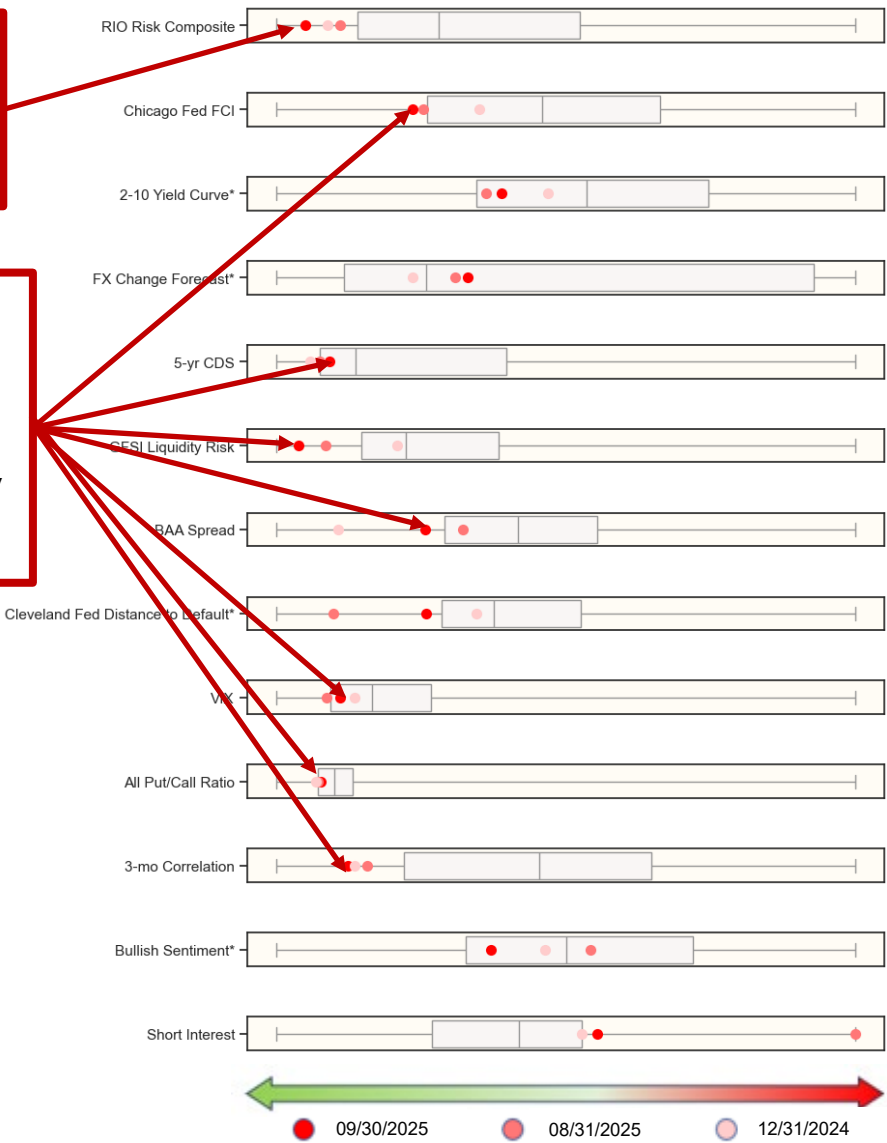 RIO Risk Composite
Chicago Fed FCI
2-10 Yield Curve*
FX Change Forecast*
5-yr CDS
GFSI Liquidity Risk
BAA Spread
Cleveland Fed Distance to Default*
VIX
All Put/Call Ratio
3-mo Correlation
Bullish Sentiment*
Short Interest
09/30/2025 08/31/2025 12/31/2024